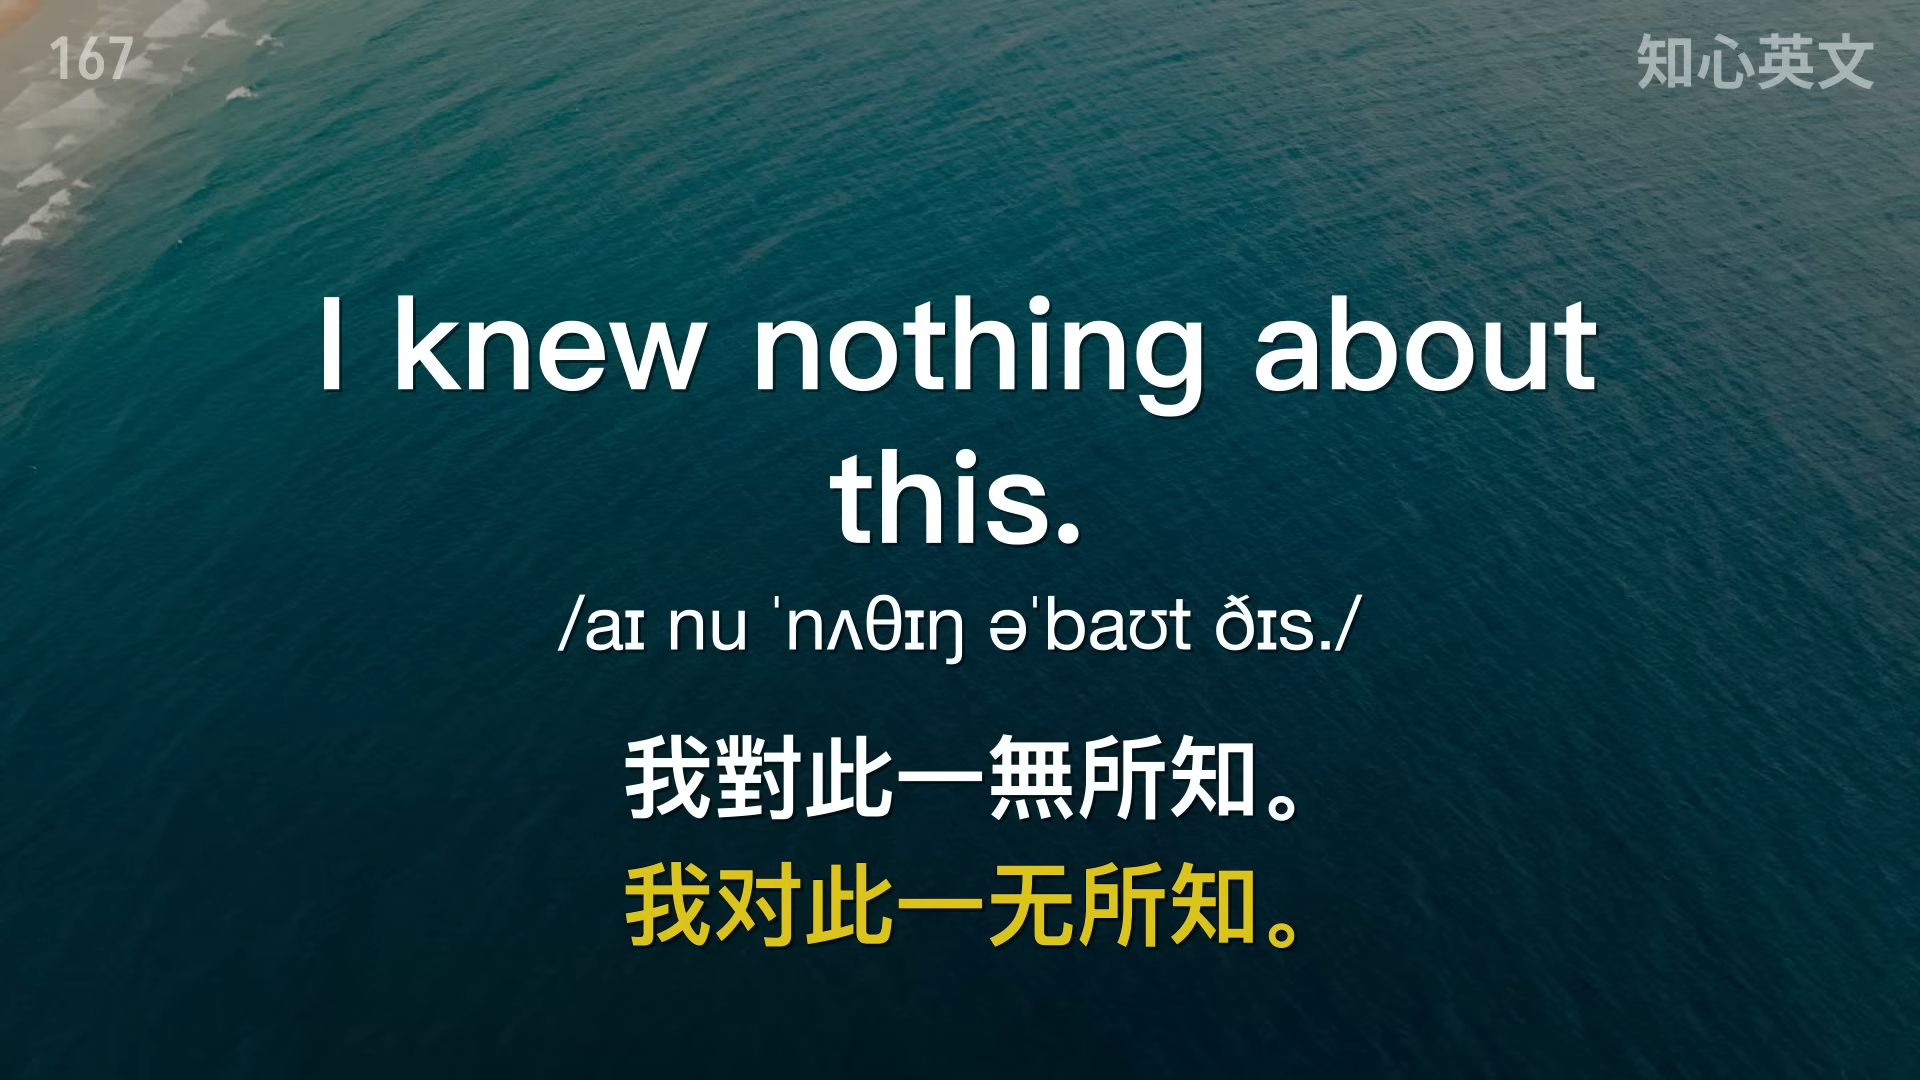 167
知心英文
I knew nothing about
this.
/aɪ nu ˈnʌθɪŋ əˈbaʊt ðɪs./
我對此一無所知。
我对此一无所知。